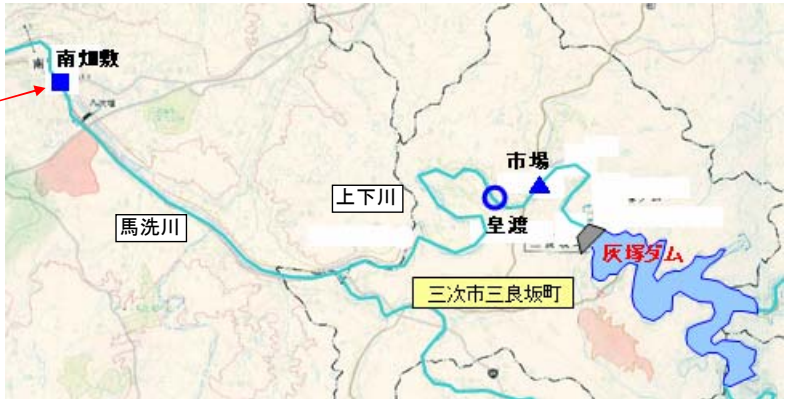 南畑敷
市場
上下川
皇渡
馬洗川
灰塚ダム
三次市三良坂町